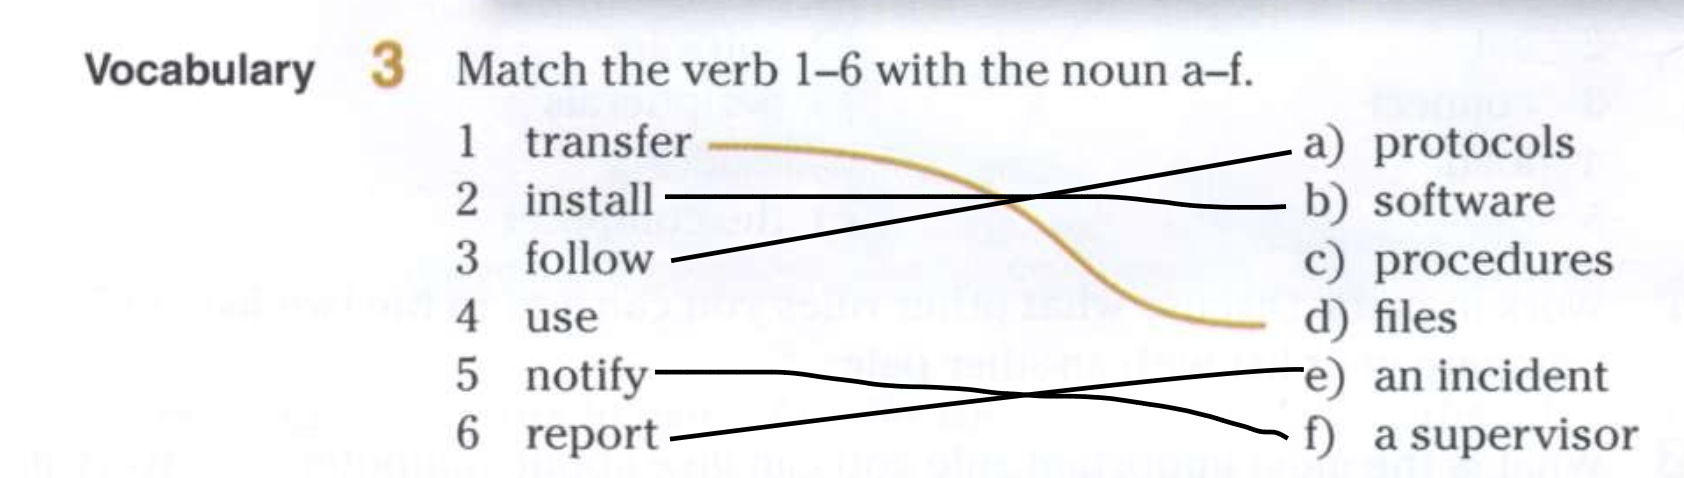 Vocabulary 3 Match the verb 1–6 with the noun a–f.
1 transfer a) protocols
2 install b) software
3 follow c) procedures
4 use d) files
5 notify e) an incident
6 report f) a supervisor